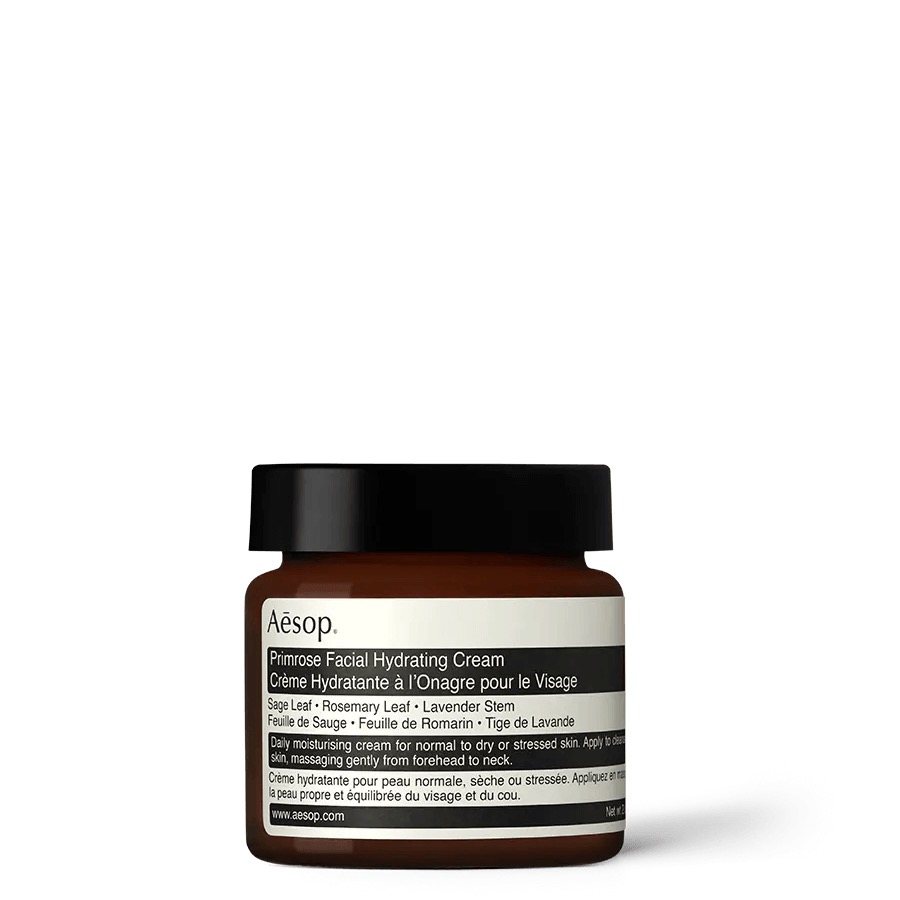 Aēsop.
Primrose Facial Hydrating Cream
Crème Hydratante à l'Onagre pour le Visage
Sage Leaf • Rosemary Leaf • Lavender Stem
Feuille de Sauge • Feuille de Romarin • Tige de Lavande
Daily moisturising cream for normal to dry or stressed skin. Apply to
skin, massaging gently from forehead to neck.
Crème hydratante pour peau normale, sèche ou stressée. Appliquez en
la peau propre et équilibrée du visage et du cou.
www.aesop.com
Net